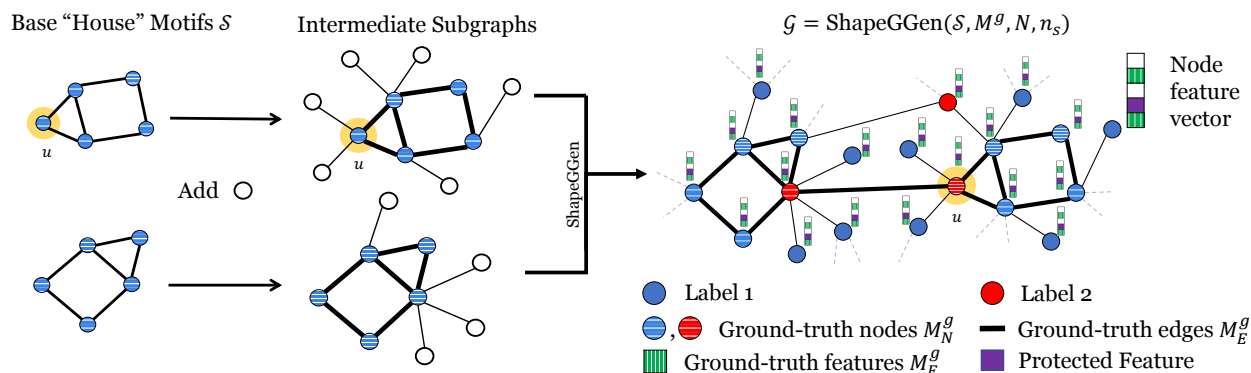 Base “House” Motifs 𝒮
Intermediate Subgraphs
𝒢 = ShapeGGen(𝒮, M^g, N, n_s)
Node
feature
vector
u
u
u
Add
ShapeGGen
Label 1
Label 2
, Ground-truth nodes M_N^g
Ground-truth edges M_E^g
Ground-truth features M_F^g
Protected Feature